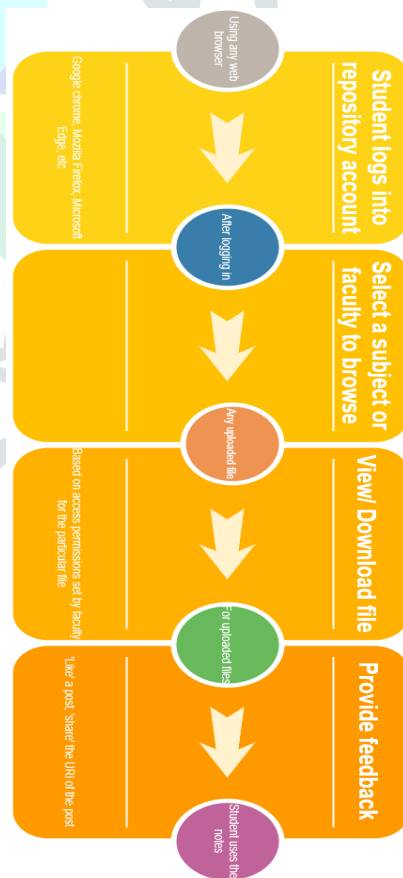 Using any web
browser
Student logs into
repository account
Google chrome, Mozilla Firefox, Microsoft
Edge, etc
After logging in
Select a subject or
faculty to browse
Any uploaded file
View/ Download file
Based on access permissions set by faculty
for the particular file
For uploaded files
Provide feedback
'Like' a post, 'share' the URI of the post
Student uses the
notes